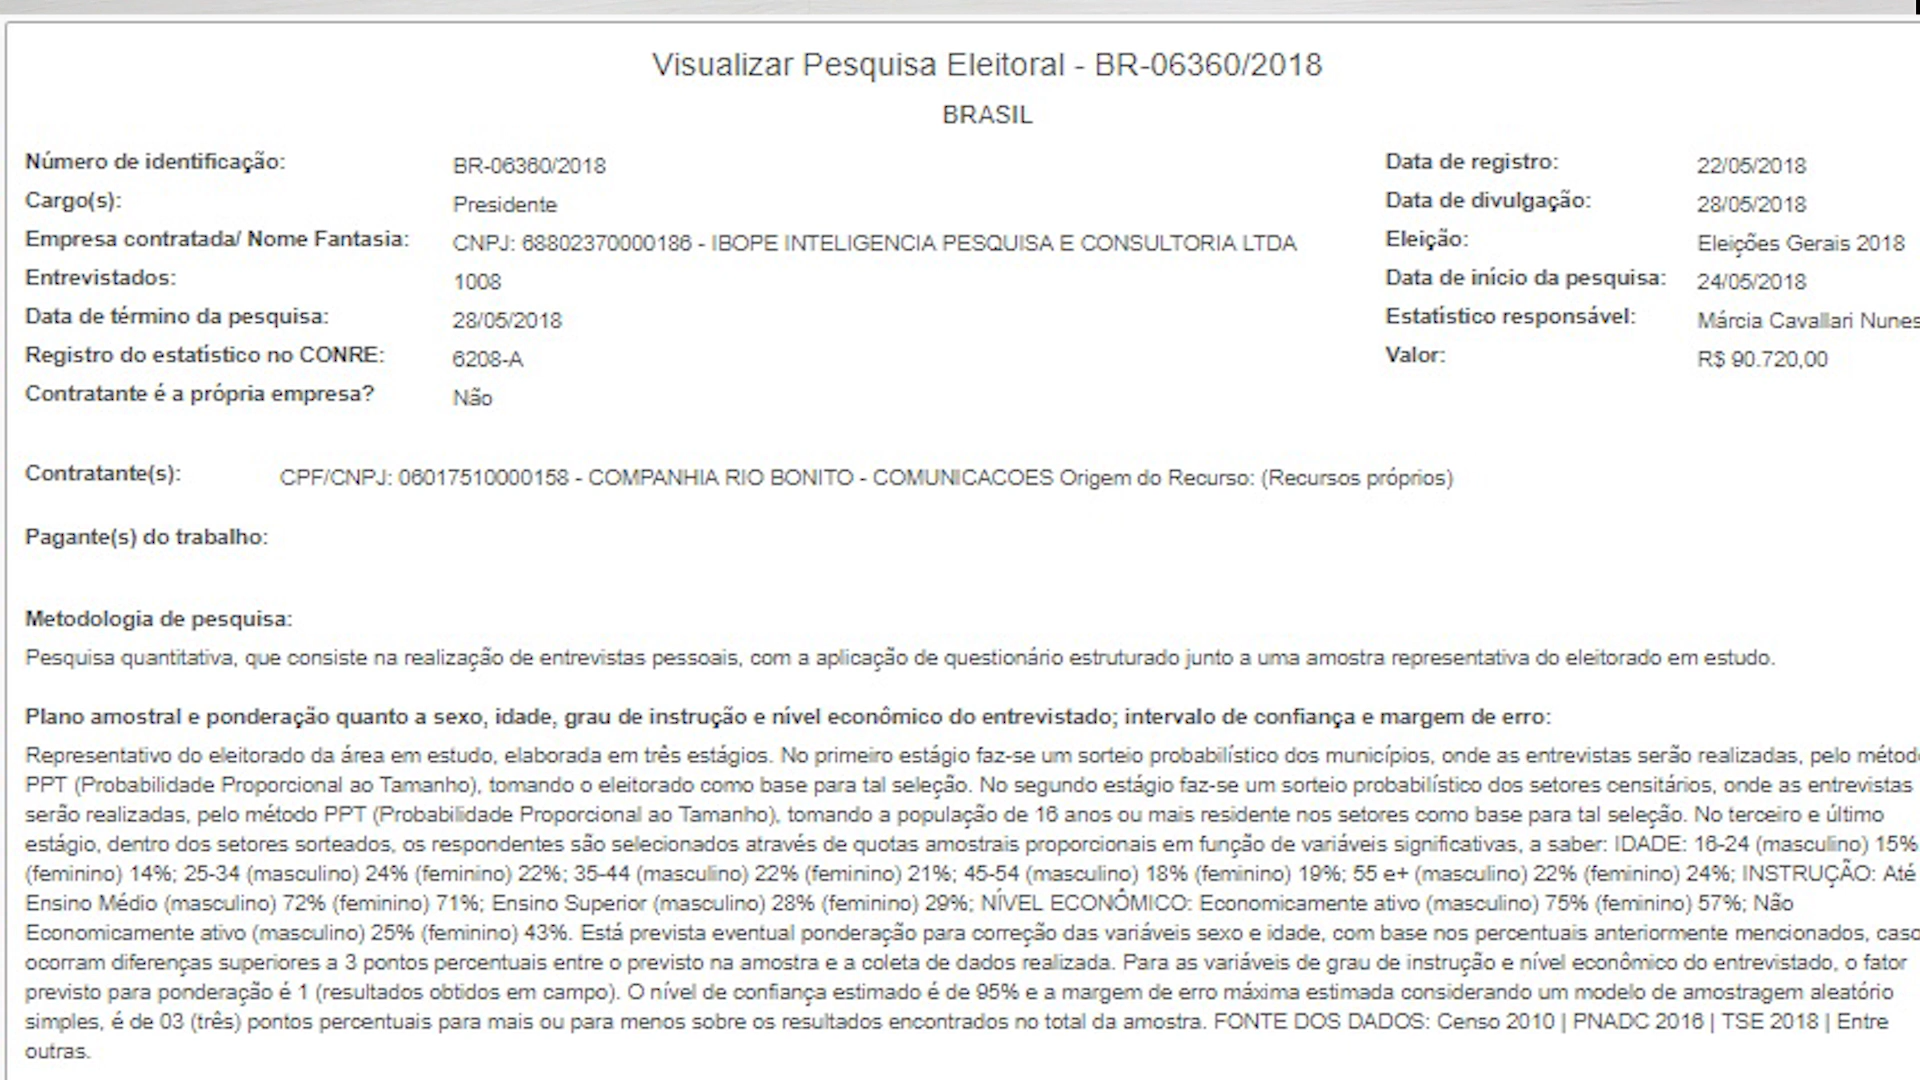 Visualizar Pesquisa Eleitoral - BR-06360/2018
BRASIL
Número de identificação: BR-06360/2018 Data de registro: 22/05/2018
Cargo(s): Presidente Data de divulgação: 28/05/2018
Empresa contratada/ Nome Fantasia: CNPJ: 68802370000186 - IBOPE INTELIGENCIA PESQUISA E CONSULTORIA LTDA Eleição: Eleições Gerais 2018
Entrevistados: 1008 Data de início da pesquisa: 24/05/2018
Data de término da pesquisa: 28/05/2018 Estatístico responsável: Márcia Cavallari Nunes
Registro do estatístico no CONRE: 6208-A Valor: R$ 90.720,00
Contratante é a própria empresa? Não
Contratante(s): CPF/CNPJ: 06017510000158 - COMPANHIA RIO BONITO - COMUNICACOES Origem do Recurso: (Recursos próprios)
Pagante(s) do trabalho:
Metodologia de pesquisa:
Pesquisa quantitativa, que consiste na realização de entrevistas pessoais, com a aplicação de questionário estruturado junto a uma amostra representativa do eleitorado em estudo.
Plano amostral e ponderação quanto a sexo, idade, grau de instrução e nível econômico do entrevistado; intervalo de confiança e margem de erro:
Representativo do eleitorado da área em estudo, elaborada em três estágios. No primeiro estágio faz-se um sorteio probabilístico dos municípios, onde as entrevistas serão realizadas, pelo método
PPT (Probabilidade Proporcional ao Tamanho), tomando o eleitorado como base para tal seleção. No segundo estágio faz-se um sorteio probabilístico dos setores censitários, onde as entrevistas
serão realizadas, pelo método PPT (Probabilidade Proporcional ao Tamanho), tomando a população de 16 anos ou mais residente nos setores como base para tal seleção. No terceiro e último
estágio, dentro dos setores sorteados, os respondentes são selecionados através de quotas amostrais proporcionais em função de variáveis significativas, a saber: IDADE: 16-24 (masculino) 15%
(feminino) 14%; 25-34 (masculino) 24% (feminino) 22%; 35-44 (masculino) 22% (feminino) 21%; 45-54 (masculino) 18% (feminino) 19%; 55 e+ (masculino) 22% (feminino) 24%; INSTRUÇÃO: Até
Ensino Médio (masculino) 72% (feminino) 71%; Ensino Superior (masculino) 28% (feminino) 29%; NÍVEL ECONÔMICO: Economicamente ativo (masculino) 75% (feminino) 57%; Não
Economicamente ativo (masculino) 25% (feminino) 43%. Está prevista eventual ponderação para correção das variáveis sexo e idade, com base nos percentuais anteriormente mencionados, caso
ocorram diferenças superiores a 3 pontos percentuais entre o previsto na amostra e a coleta de dados realizada. Para as variáveis de grau de instrução e nível econômico do entrevistado, o fator
previsto para ponderação é 1 (resultados obtidos em campo). O nível de confiança estimado é de 95% e a margem de erro máxima estimada considerando um modelo de amostragem aleatório
simples, é de 03 (três) pontos percentuais para mais ou para menos sobre os resultados encontrados no total da amostra. FONTE DOS DADOS: Censo 2010 | PNADC 2016 | TSE 2018 | Entre
outras.